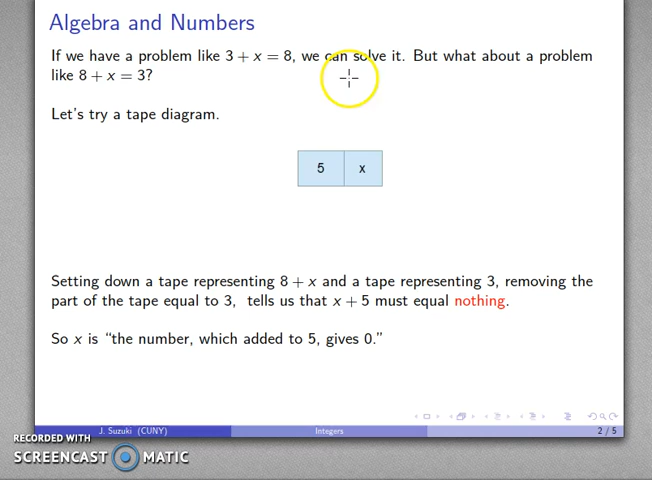 Algebra and Numbers
If we have a problem like 3 + x = 8, we can solve it. But what about a problem
like 8 + x = 3?
Let's try a tape diagram.
5 x
Setting down a tape representing 8 + x and a tape representing 3, removing the
part of the tape equal to 3, tells us that x + 5 must equal nothing.
So x is “the number, which added to 5, gives 0.”
J. Suzuki (CUNY) Integers 2 / 5
RECORDED WITH
SCREENCAST MATIC